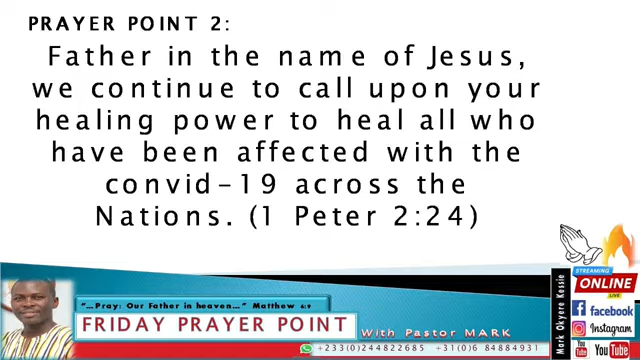 PRAYER POINT 2:
Father in the name of Jesus,
we continue to call upon your
healing power to heal all who
have been affected with the
convid-19 across the
Nations. (1 Peter 2:24)
STREAMING
ONLINE
LIVE
Mark Okyere Kessie
facebook
Instagram
You Tube
YouTube
"...Pray: Our Father in heaven..." Matthew 6:9
FRIDAY PRAYER POINT
With Pastor MARK
+233(0)244822685 +31(0)6 84884931